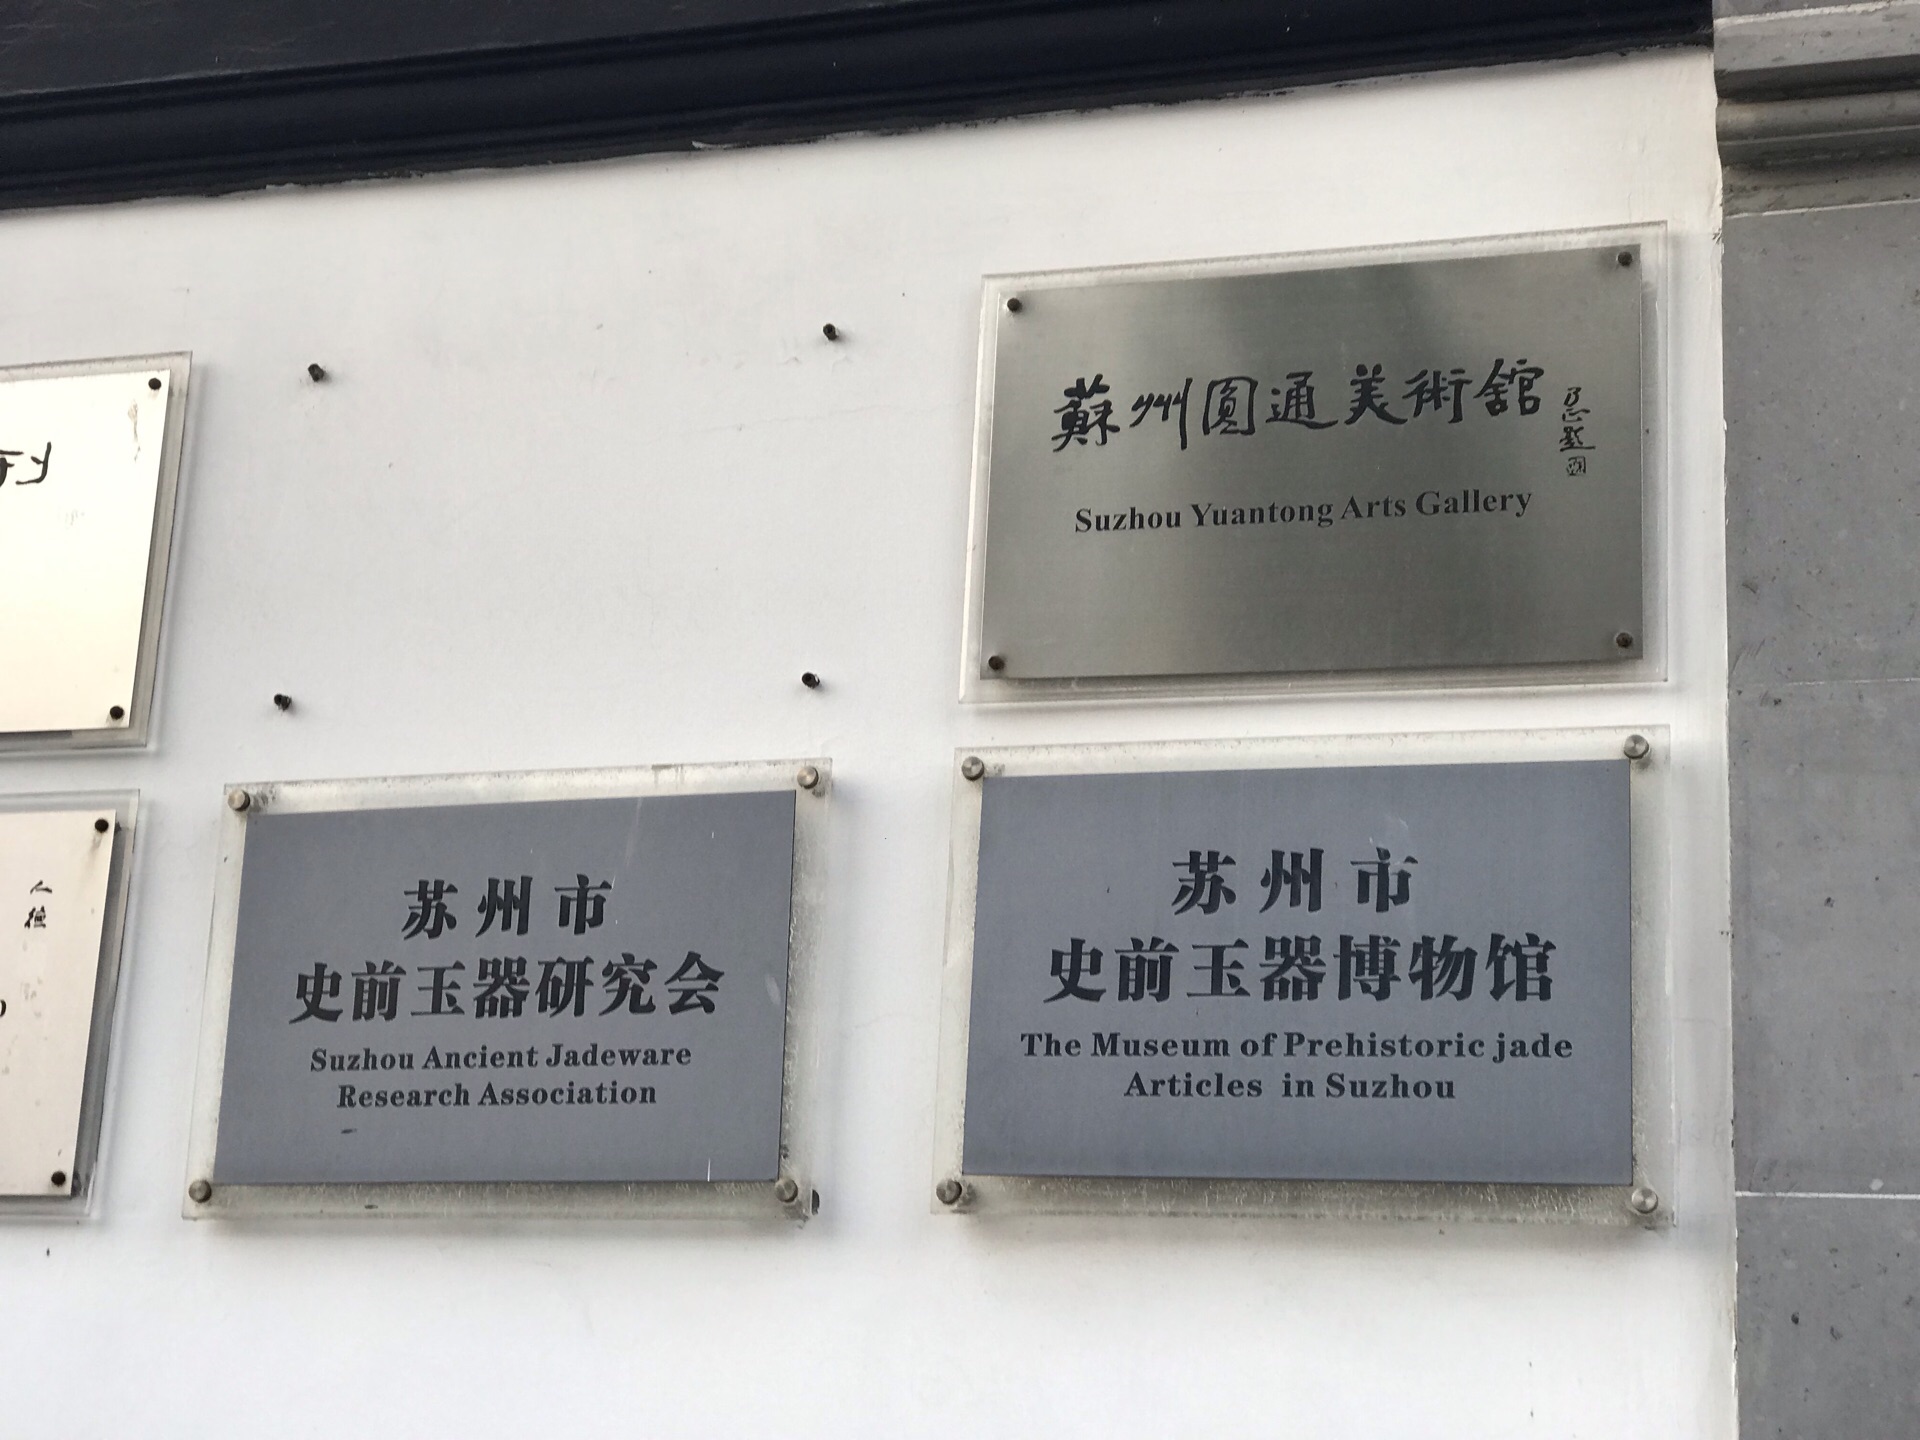 蘇州圓通美術館
Suzhou Yuantong Arts Gallery
苏州市
史前玉器研究会
Suzhou Ancient Jadeware
Research Association
苏州市
史前玉器博物馆
The Museum of Prehistoric jade
Articles in Suzhou